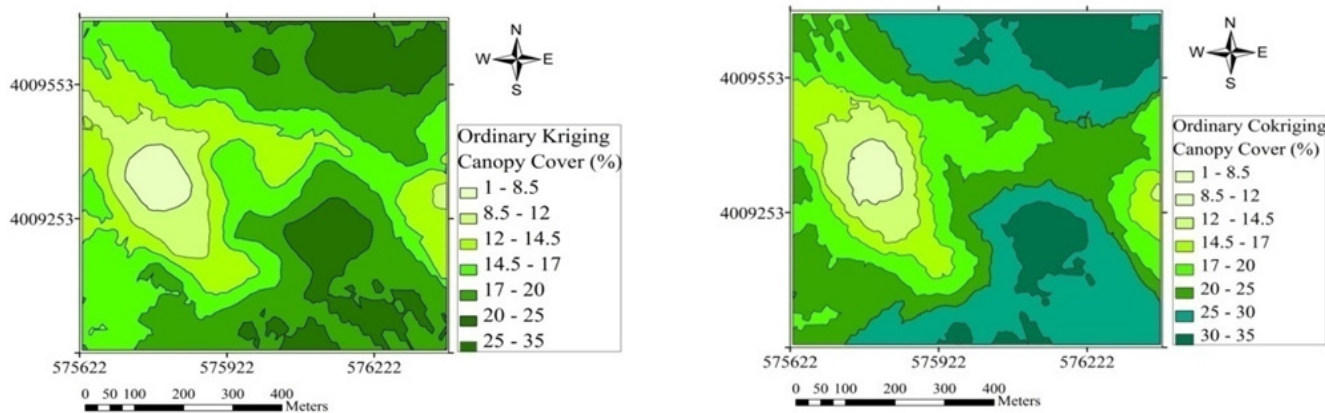 N
W E
S
4009553
4009253
575622 575922 576222
0 50 100 200 300 400
Meters
Ordinary Kriging
Canopy Cover (%)
1 - 8.5
8.5 - 12
12 - 14.5
14.5 - 17
17 - 20
20 - 25
25 - 35
N
W E
S
4009553
4009253
575622 575922 576222
0 50 100 200 300 400
Meters
Ordinary Cokriging
Canopy Cover (%)
1 - 8.5
8.5 - 12
12 - 14.5
14.5 - 17
17 - 20
20 - 25
25 - 30
30 - 35